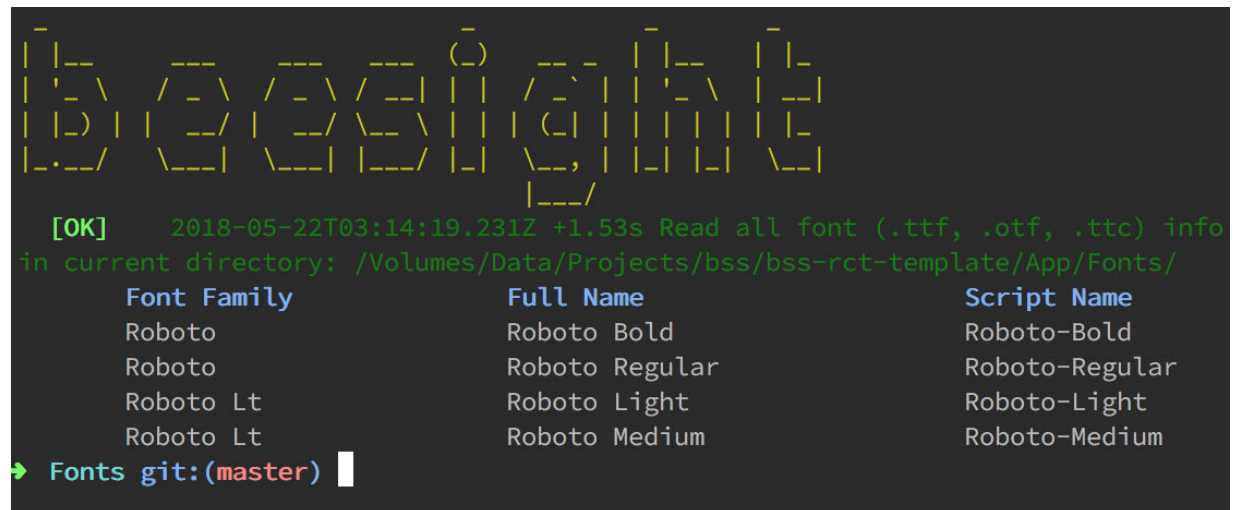 beesight
[OK] 2018-05-22T03:14:19.231Z +1.53s Read all font (.ttf, .otf, .ttc) info
in current directory: /Volumes/Data/Projects/bss/bss-rct-template/App/Fonts/
Font Family Full Name Script Name
Roboto Roboto Bold Roboto-Bold
Roboto Roboto Regular Roboto-Regular
Roboto Lt Roboto Light Roboto-Light
Roboto Lt Roboto Medium Roboto-Medium
➜ Fonts git:(master)